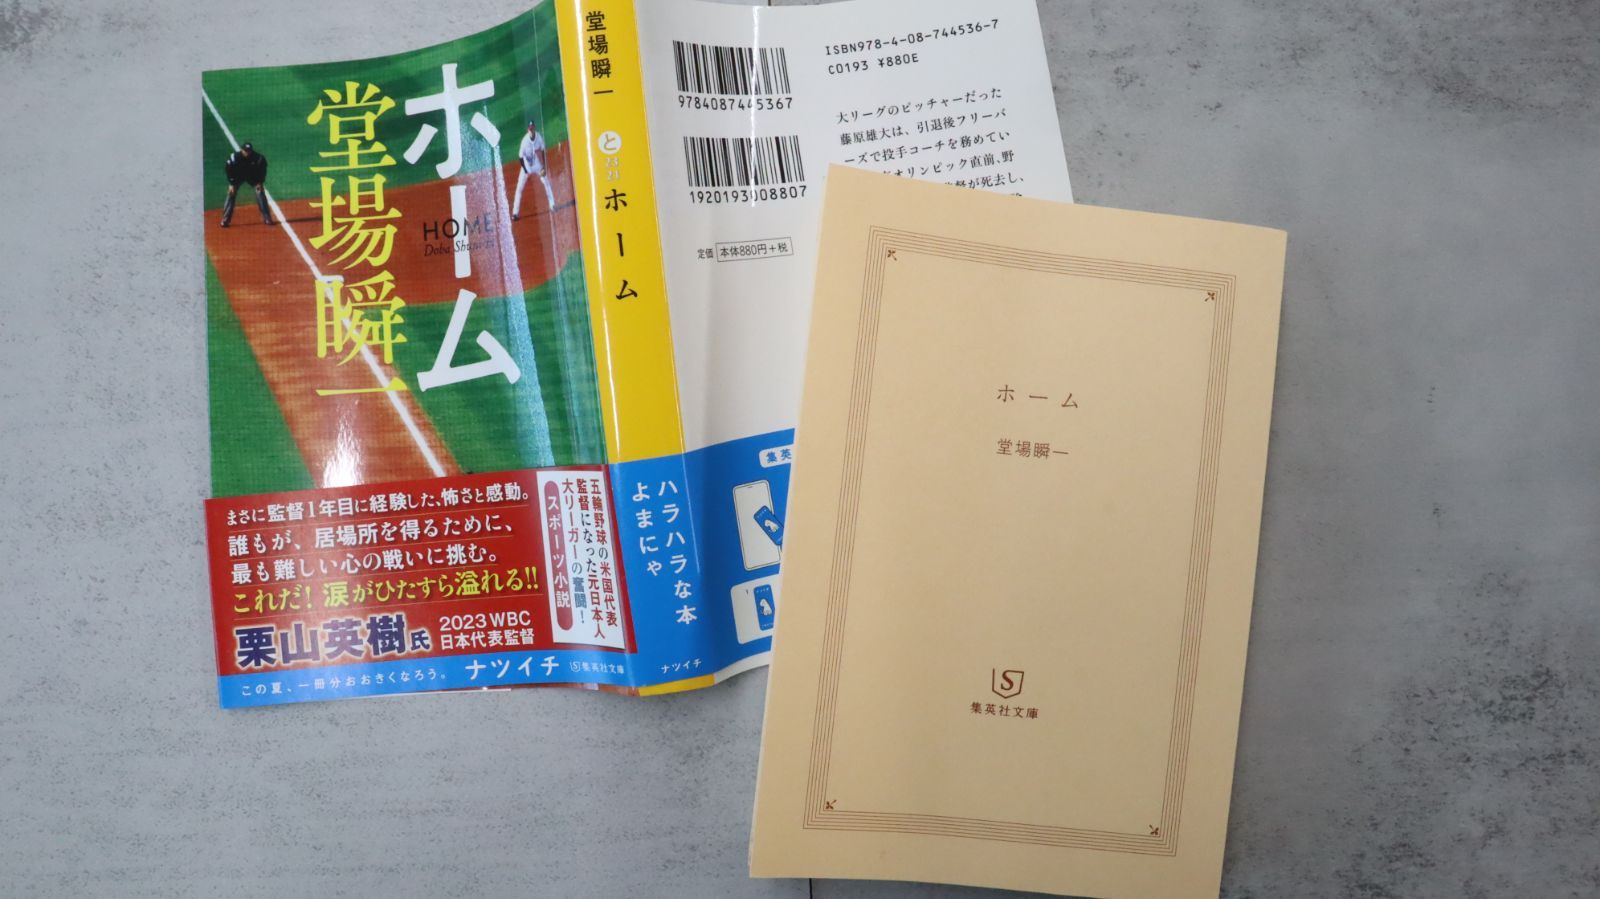 ホーム
堂場瞬一
HOME
Doba Shunichi
まさに監督1年目に経験した、怖さと感動。
誰もが、居場所を得るために、
最も難しい心の戦いに挑む。
これだ! 涙がひたすら溢れる!!
栗山英樹氏
2023 WBC
日本代表監督
五輪野球の米国代表
監督になった元日本人
大リーガーの奮闘!
スポーツ小説
この夏、一冊分おおきくなろう。
ナツイチ
集英社文庫
堂場瞬一
と
23
21
ホーム
ハラハラな本
よまにゃ
ナツイチ
9784087445367
1920193008807
定価 本体880円+税
ISBN978-4-08-744536-7
C0193 ¥880E
大リーグのピッチャーだった
藤原雄大は、引退後フリーバ
ーズで投手コーチを務めてい
オリンピック直前、野
督が死去し、
集英
ホーム
堂場瞬一
S
集英社文庫